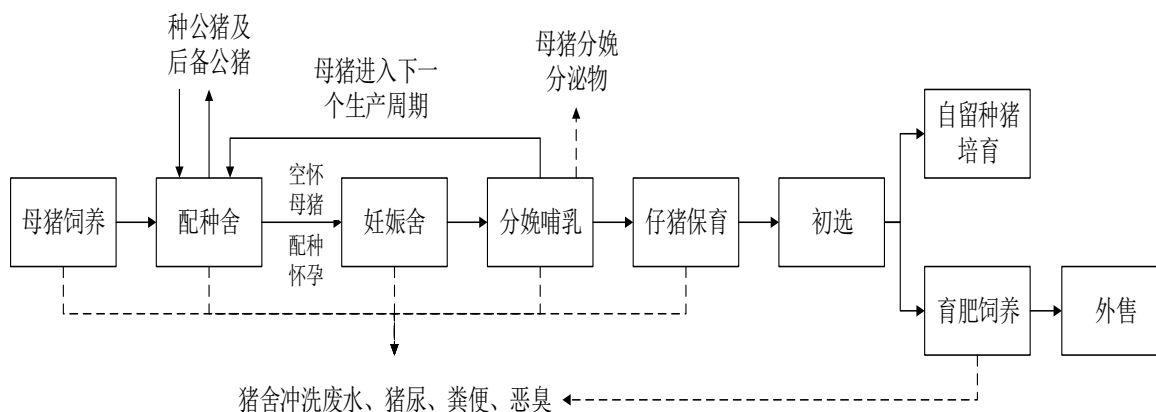 种公猪及
后备公猪
母猪进入下一
个生产周期
母猪分娩
分泌物
自留种猪
培育
母猪饲养
配种舍
空怀
母猪
配种
怀孕
妊娠舍
分娩哺乳
仔猪保育
初选
育肥饲养
外售
猪舍冲洗废水、猪尿、粪便、恶臭